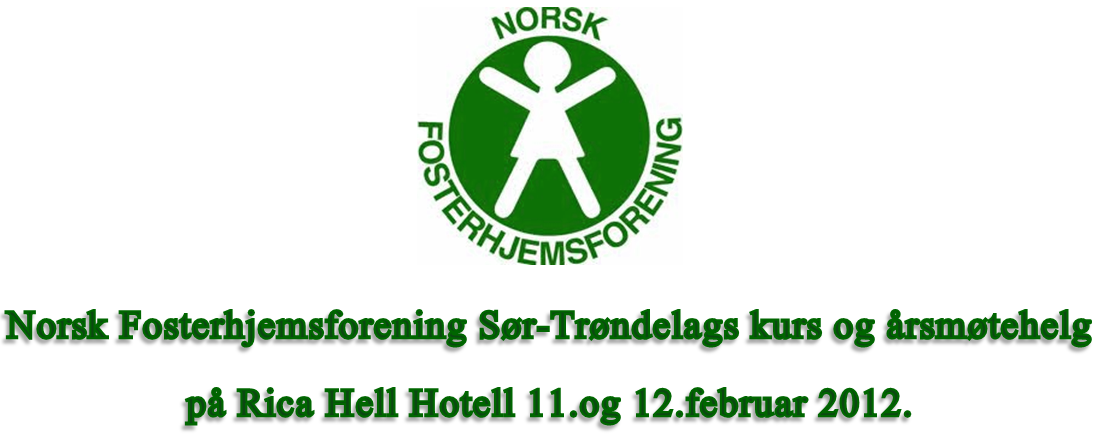 NORSK
FOSTERHJEMSFORENING
Norsk Fosterhjemsforening Sør-Trøndelags kurs og årsmøtehelg
på Rica Hell Hotell 11.og 12.februar 2012.